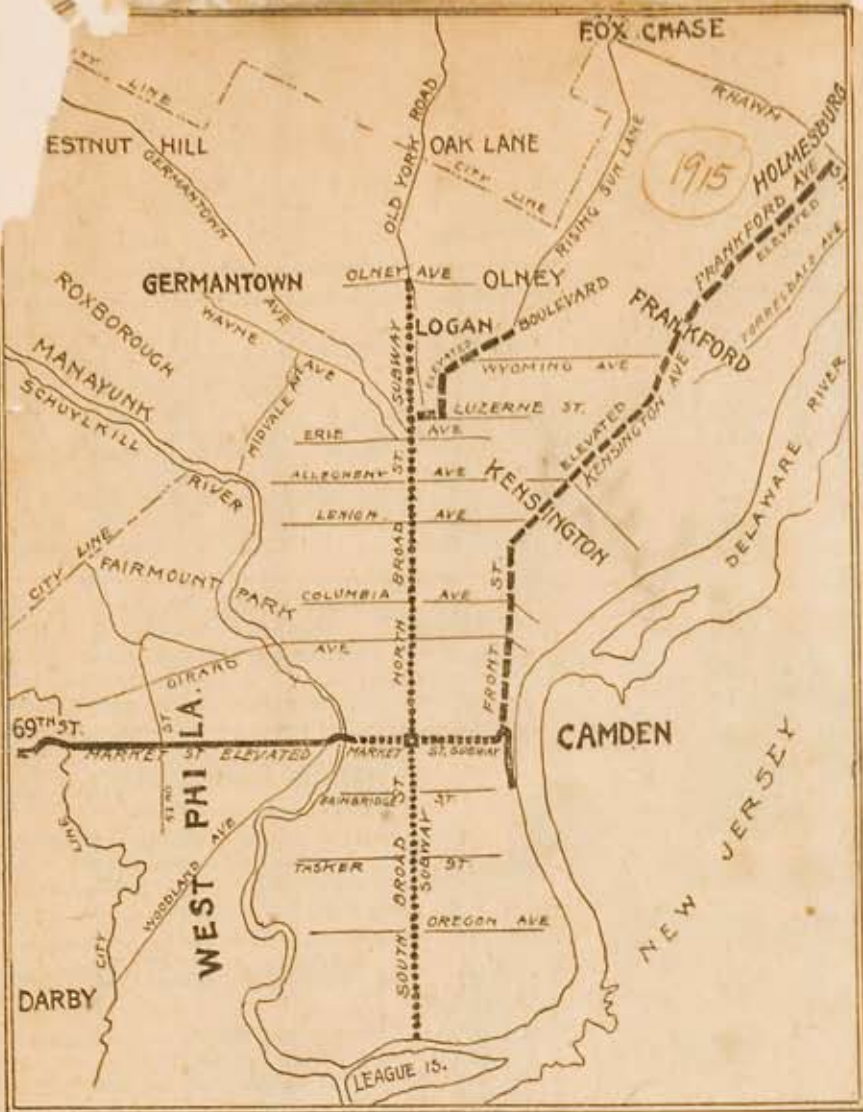 FOX CHASE
CITY LINE
RHAWN
ESTNUT HILL
OAK LANE
GERMANTOWN AVE
OLD YORK ROAD
CITY LINE
RISING SUN LANE
1915
HOLMESBURG
FRANKFORD AVE
ELEVATED
TORRESDALE AVE
GERMANTOWN
OLNEY AVE
OLNEY
ROXBOROUGH
WAYNE AVE
LOGAN
BOULEVARD
FRANKFORD
MANAYUNK
SCHUYLKILL RIVER
MIDVALE AV
SUBWAY
ELEVATED
WYOMING AVE
LUZERNE ST.
ERIE AVE
ELEVATED
KENSINGTON AVE
DELAWARE RIVER
ALLEGHENY AVE
KENSINGTON
LEHIGH AVE
CITY LINE
FAIRMOUNT PARK
COLUMBIA AVE
NORTH BROAD ST.
FRONT ST.
GIRARD AVE
69TH ST.
MARKET ST ELEVATED
MARKET ST. SUBWAY
CAMDEN
52 ND ST
WEST PHILA.
BAINBRIDGE ST.
CITY LINE
WOODLAND AVE
TASKER ST.
SOUTH BROAD ST
SUBWAY
OREGON AVE
NEW JERSEY
DARBY
LEAGUE IS.